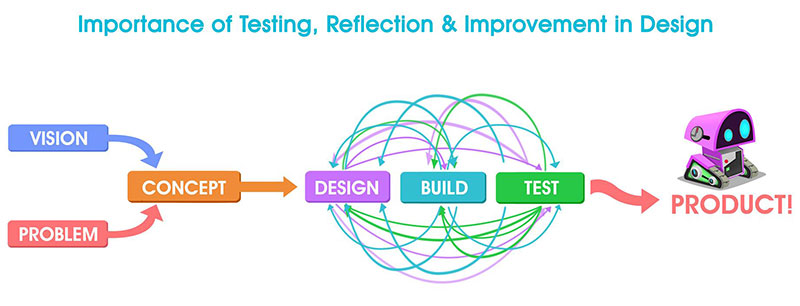 Importance of Testing, Reflection & Improvement in Design
VISION
PROBLEM
CONCEPT
DESIGN
BUILD
TEST
PRODUCT!